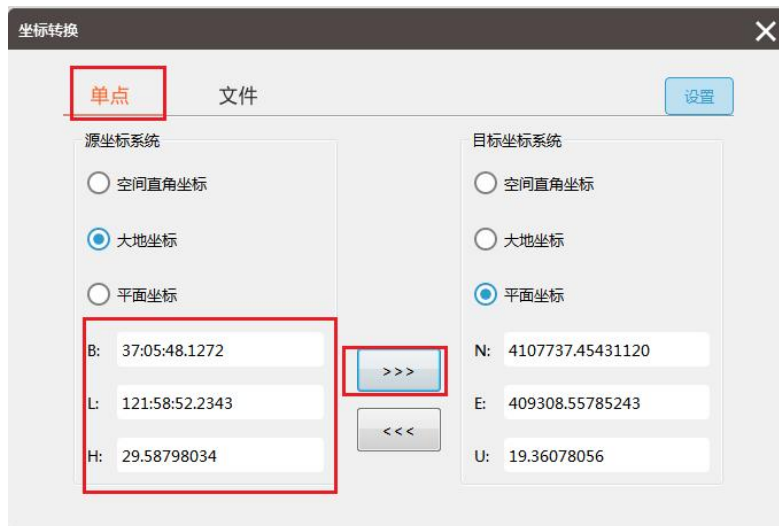 坐标转换
单点 文件 设置
源坐标系统 目标坐标系统
空间直角坐标 空间直角坐标
大地坐标 大地坐标
平面坐标 平面坐标
B: 37:05:48.1272 N: 4107737.45431120
>>>
L: 121:58:52.2343 E: 409308.55785243
<<<
H: 29.58798034 U: 19.36078056